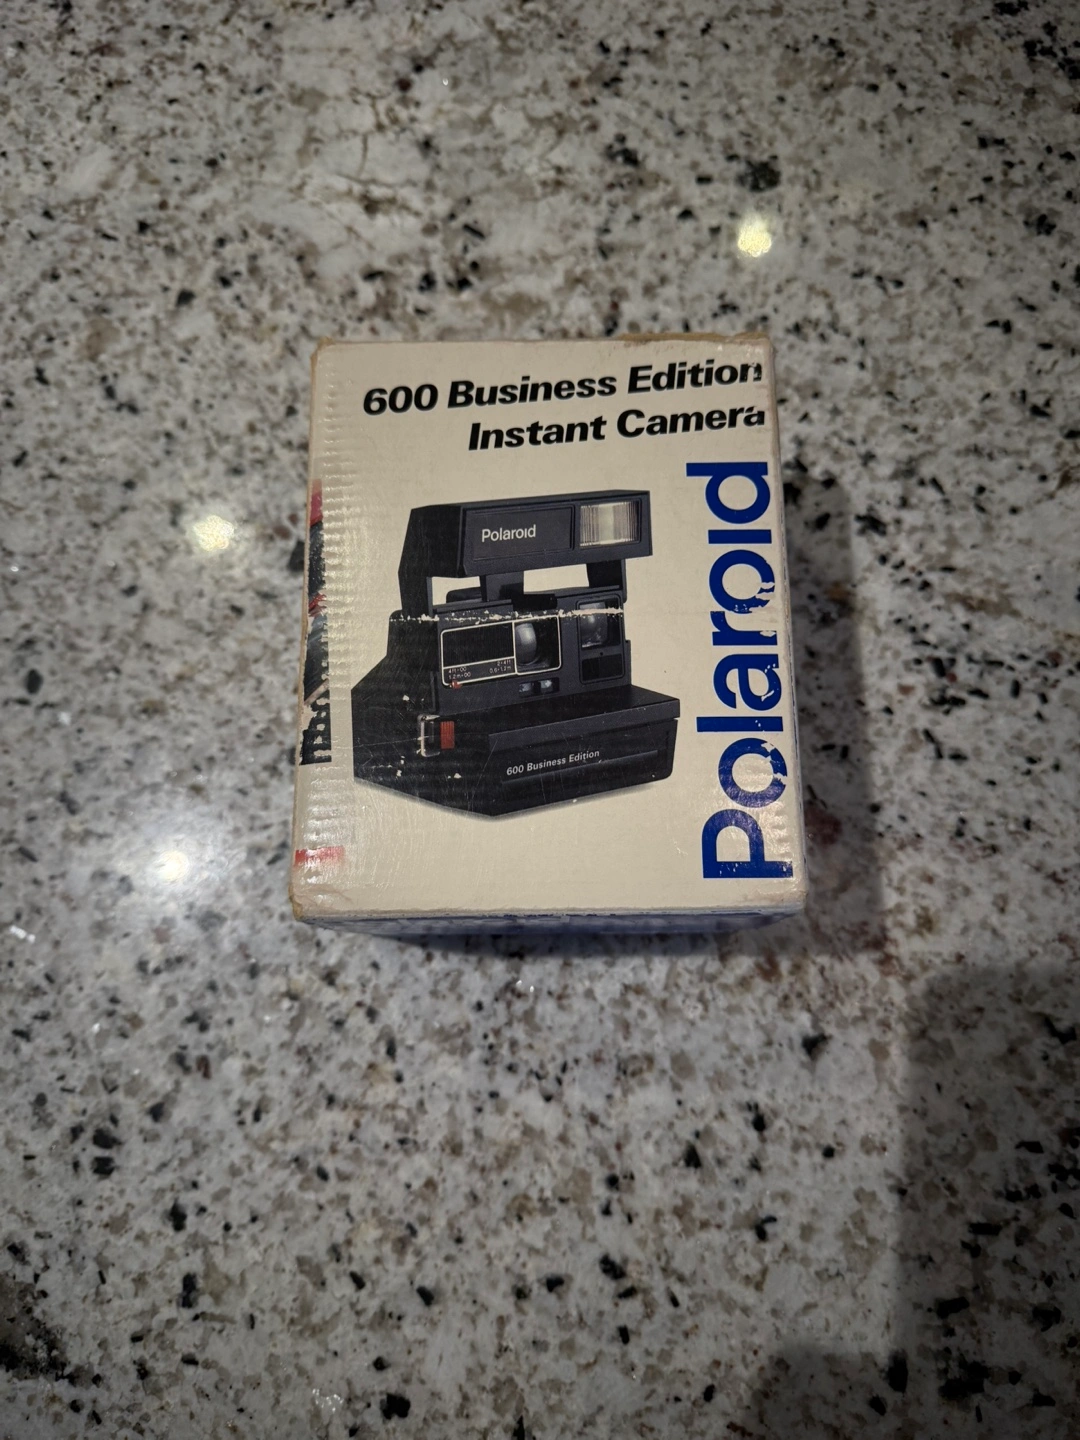 600 Business Edition
Instant Camera
Polaroid
Polaroid
600 Business Edition